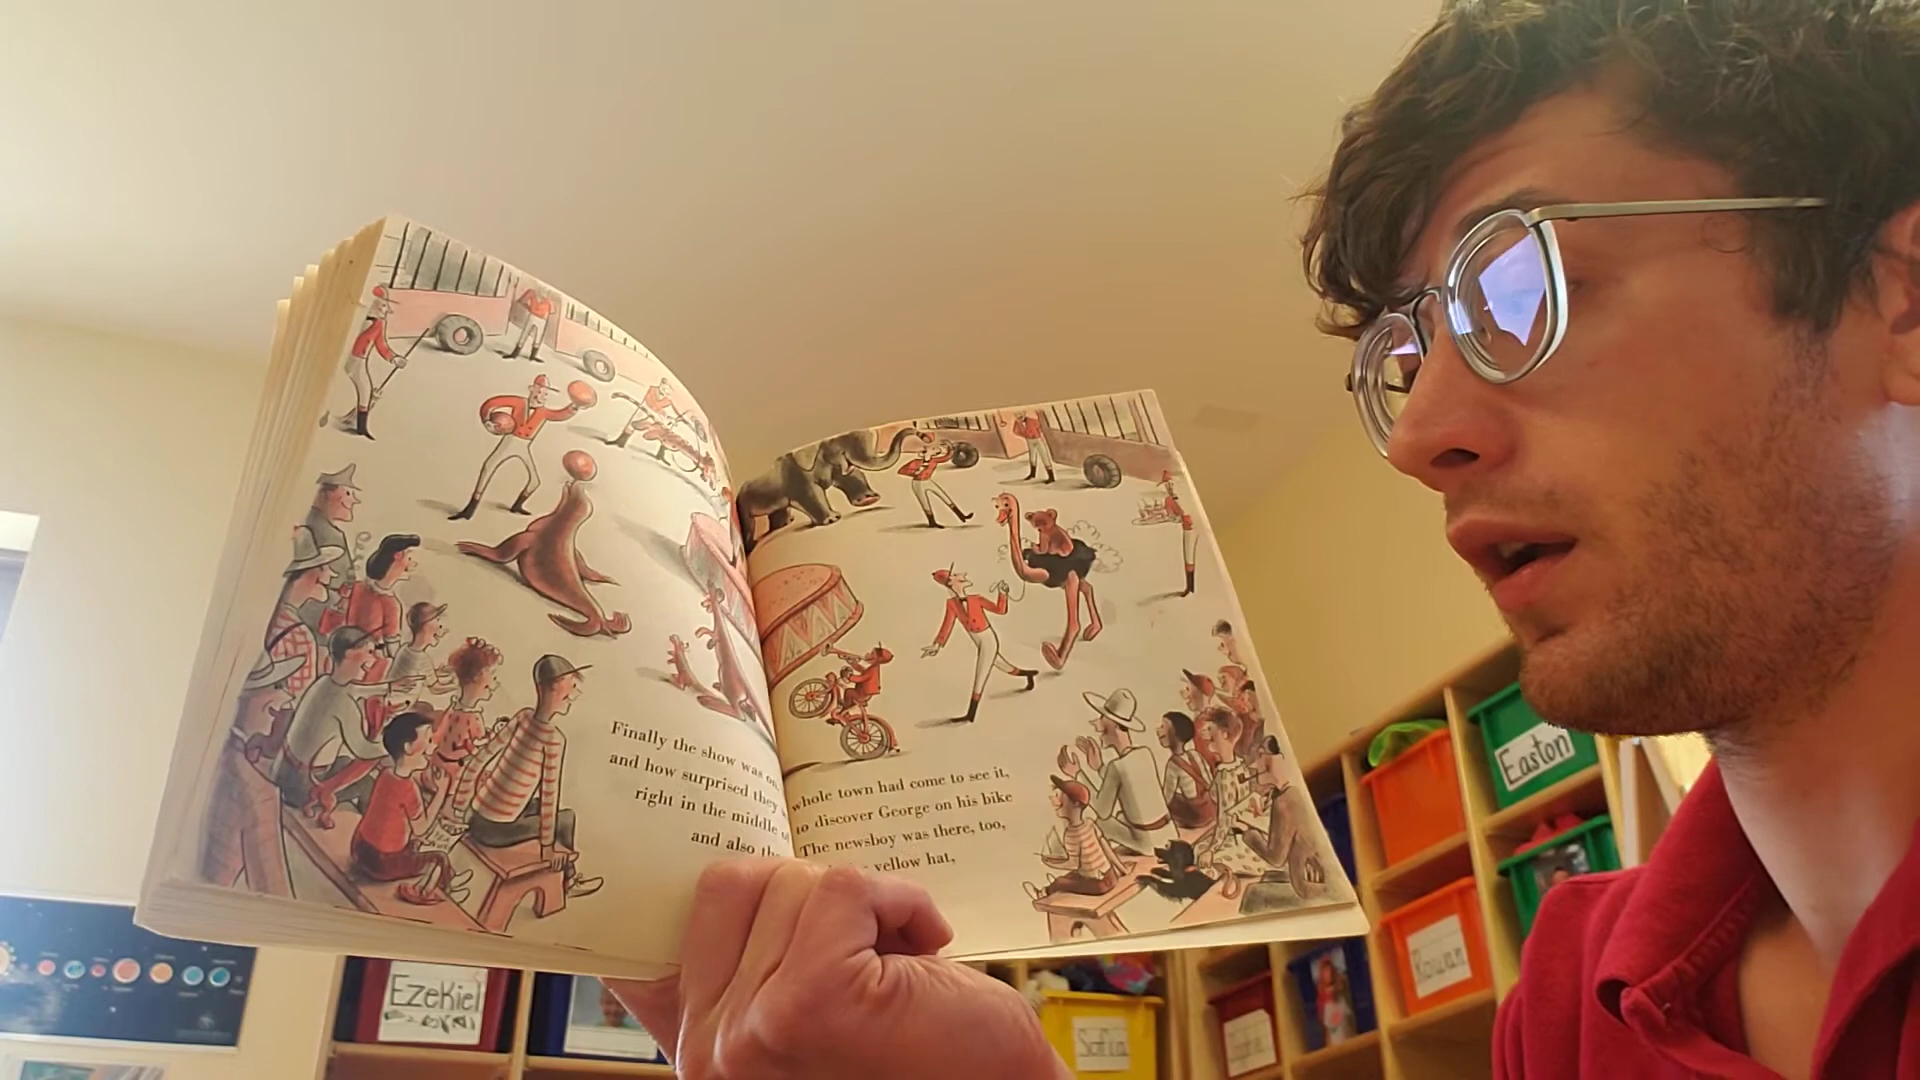 Finally the show was
and how surprised they
right in the middle
and also the
whole town had come to see it,
to discover George on his bike
The newsboy was there, too,
yellow hat,
Easton
Rowan
Ezekiel
Sofia